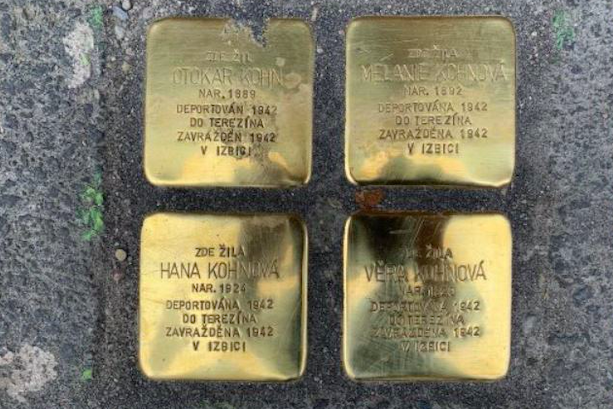 ZDE ŽIL
OTOKAR KOHN
NAR. 1889
DEPORTOVÁN 1942
DO TEREZÍNA
ZAVRAŽDĚN 1942
V IZBICI
ZDE ŽILA
MELANIE KOHNOVÁ
NAR. 1892
DEPORTOVÁNA 1942
DO TEREZÍNA
ZAVRAŽDĚNA 1942
V IZBICI
ZDE ŽILA
HANA KOHNOVÁ
NAR. 1924
DEPORTOVÁNA 1942
DO TEREZÍNA
ZAVRAŽDĚNA 1942
V IZBICI
ZDE ŽILA
VĚRA KOHNOVÁ
NAR.
DEPORTOVÁNA 1942
DO TEREZÍNA
ZAVRAŽDĚNA 1942
V IZBICI